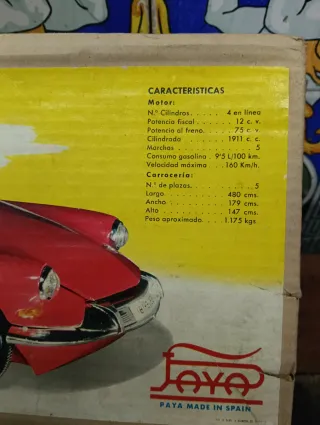 CARACTERISTICAS
Motor:
N.º Cilindros. . . . . 4 en línea
Potencia fiscal . . . . . 12 c. v.
Potencia al freno. . . . 75 c. v.
Cilindrada . . . . . 1911 c. c.
Marchas . . . . . . . . 5
Consumo gasolina . 9'5 L/100 km.
Velocidad máxima . . 160 Km/h.
Carrocería:
N.º de plazas. . . . . . . 5
Largo. . . . . . . 480 cms.
Ancho . . . . . . 179 cms.
Alto . . . . . . . 147 cms.
Peso aproximado. . . . 1.175 kgs.
PAYA
PAYA MADE IN SPAIN